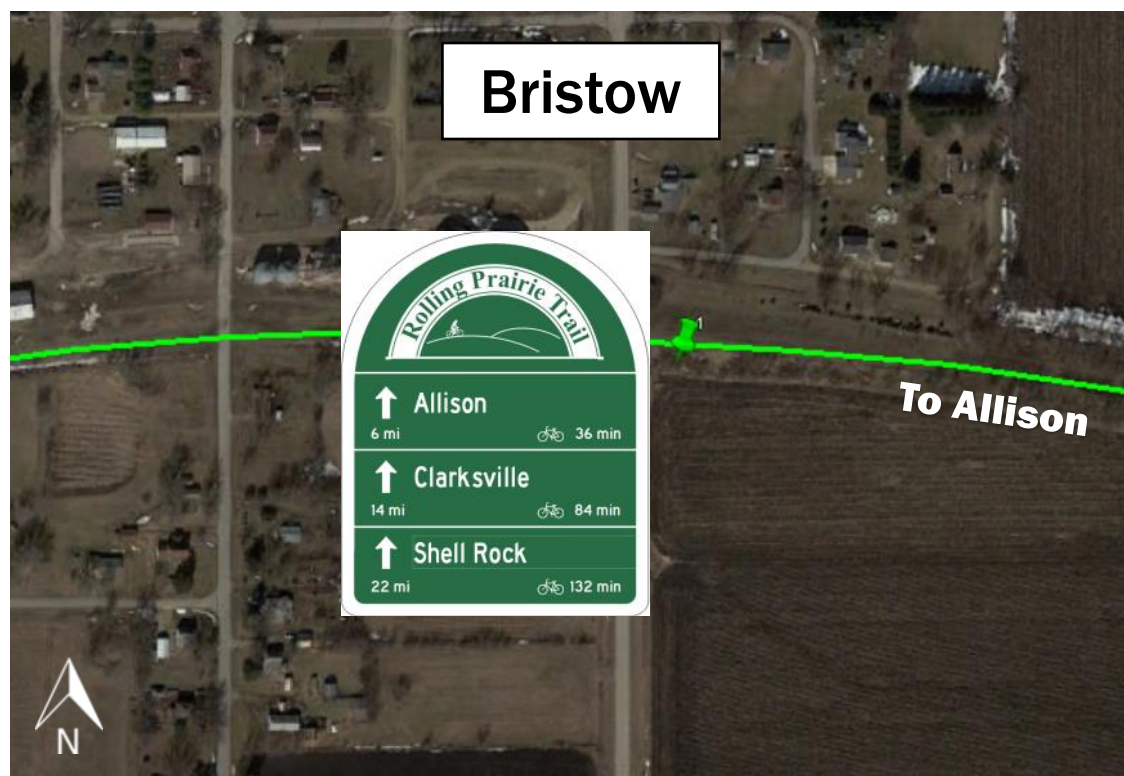 Bristow
1
Rolling Prairie Trail
Allison
6 mi 36 min
Clarksville
14 mi 84 min
Shell Rock
22 mi 132 min
To Allison
N